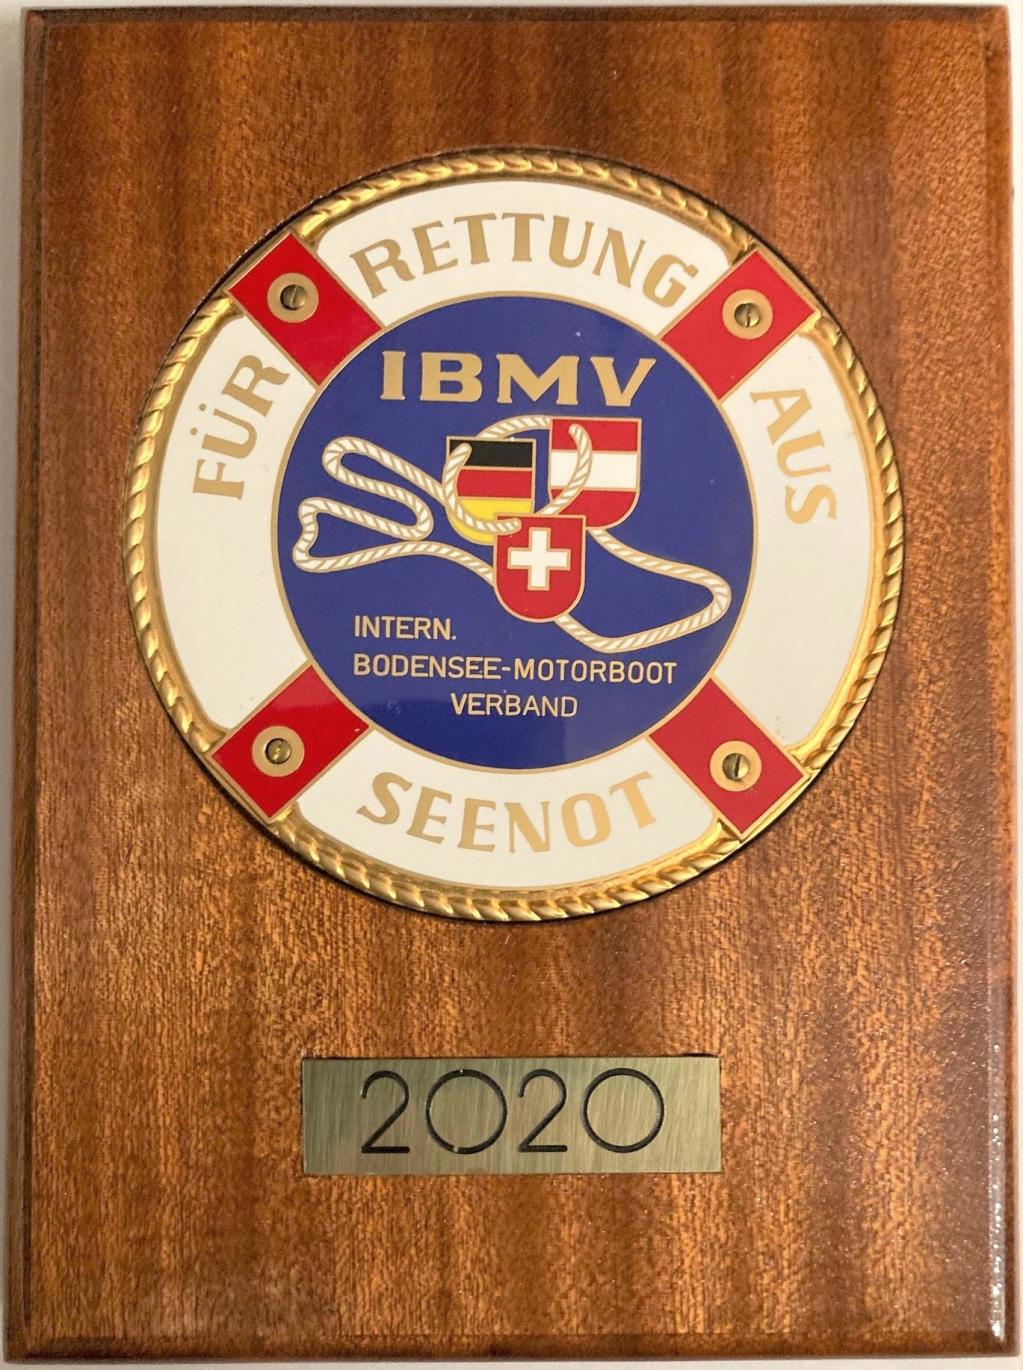 FÜR RETTUNG AUS
SEENOT
IBMV
INTERN.
BODENSEE-MOTORBOOT
VERBAND
2020